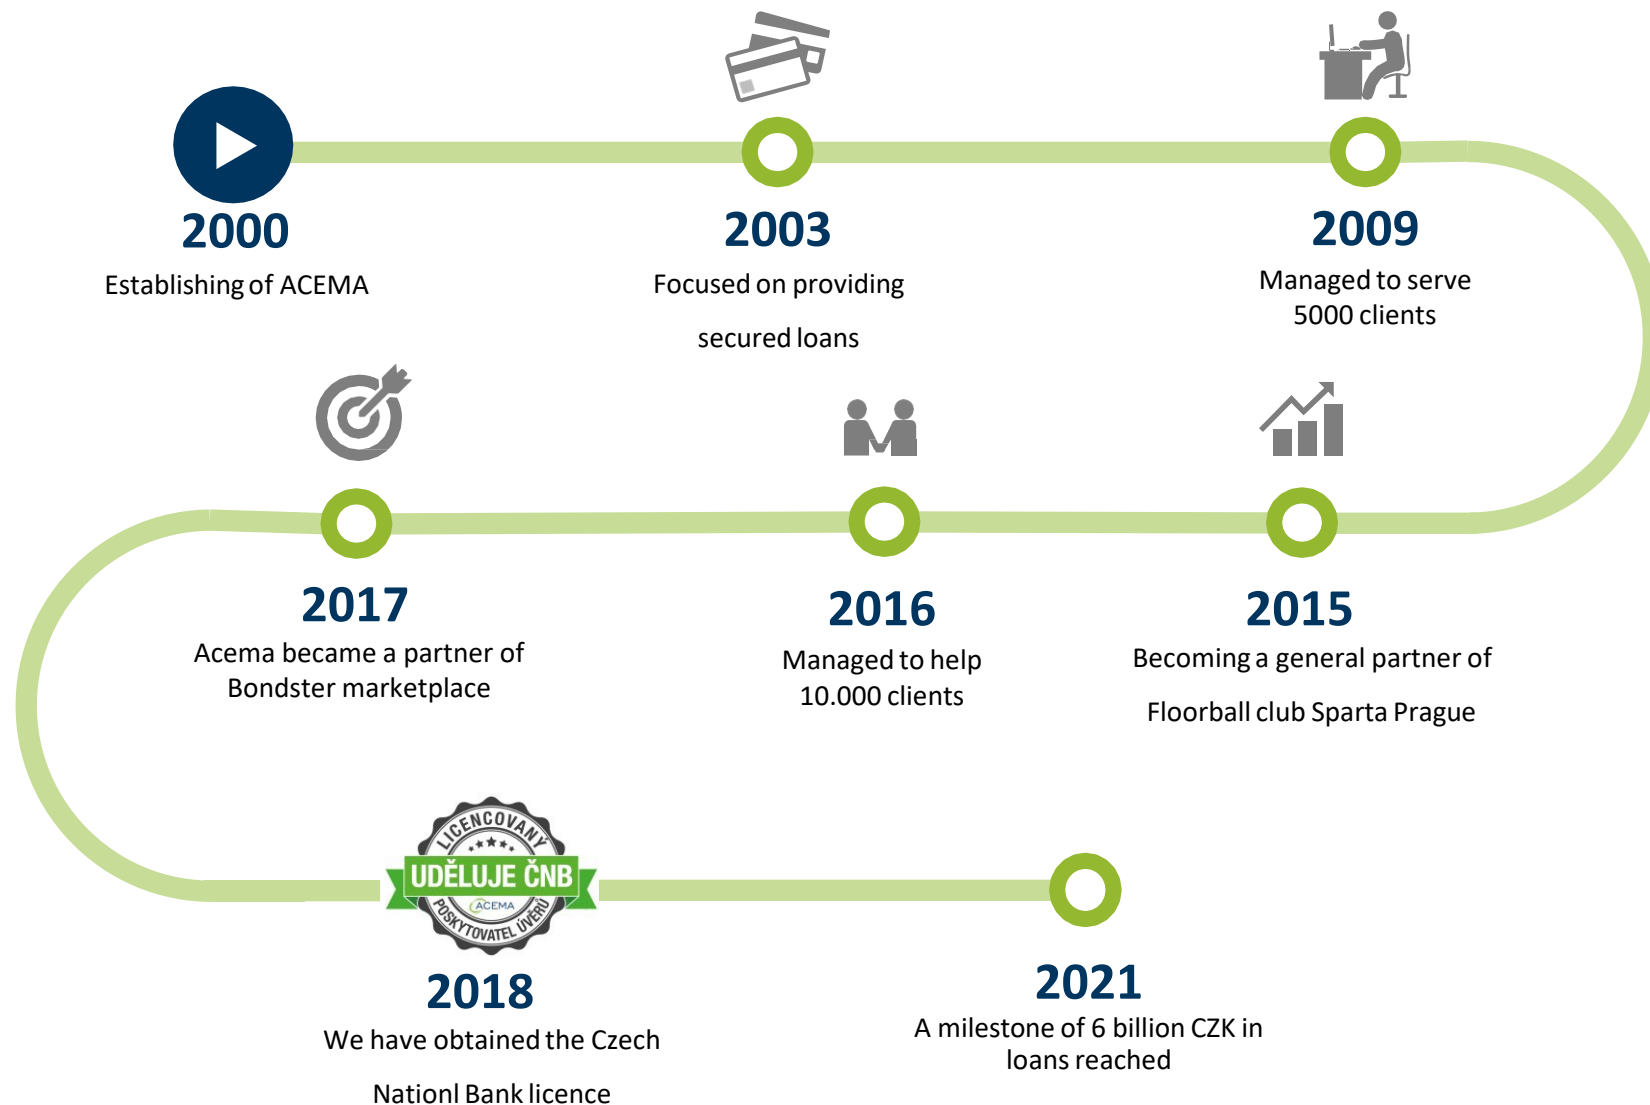 2000
Establishing of ACEMA
2003
Focused on providing
secured loans
2009
Managed to serve
5000 clients
2015
Becoming a general partner of
Floorball club Sparta Prague
2016
Managed to help
10.000 clients
2017
Acema became a partner of
Bondster marketplace
LICENCOVANÝ
UDĚLUJE ČNB
ACEMA
POSKYTOVATEL ÚVĚRŮ
2018
We have obtained the Czech
Nationl Bank licence
2021
A milestone of 6 billion CZK in
loans reached